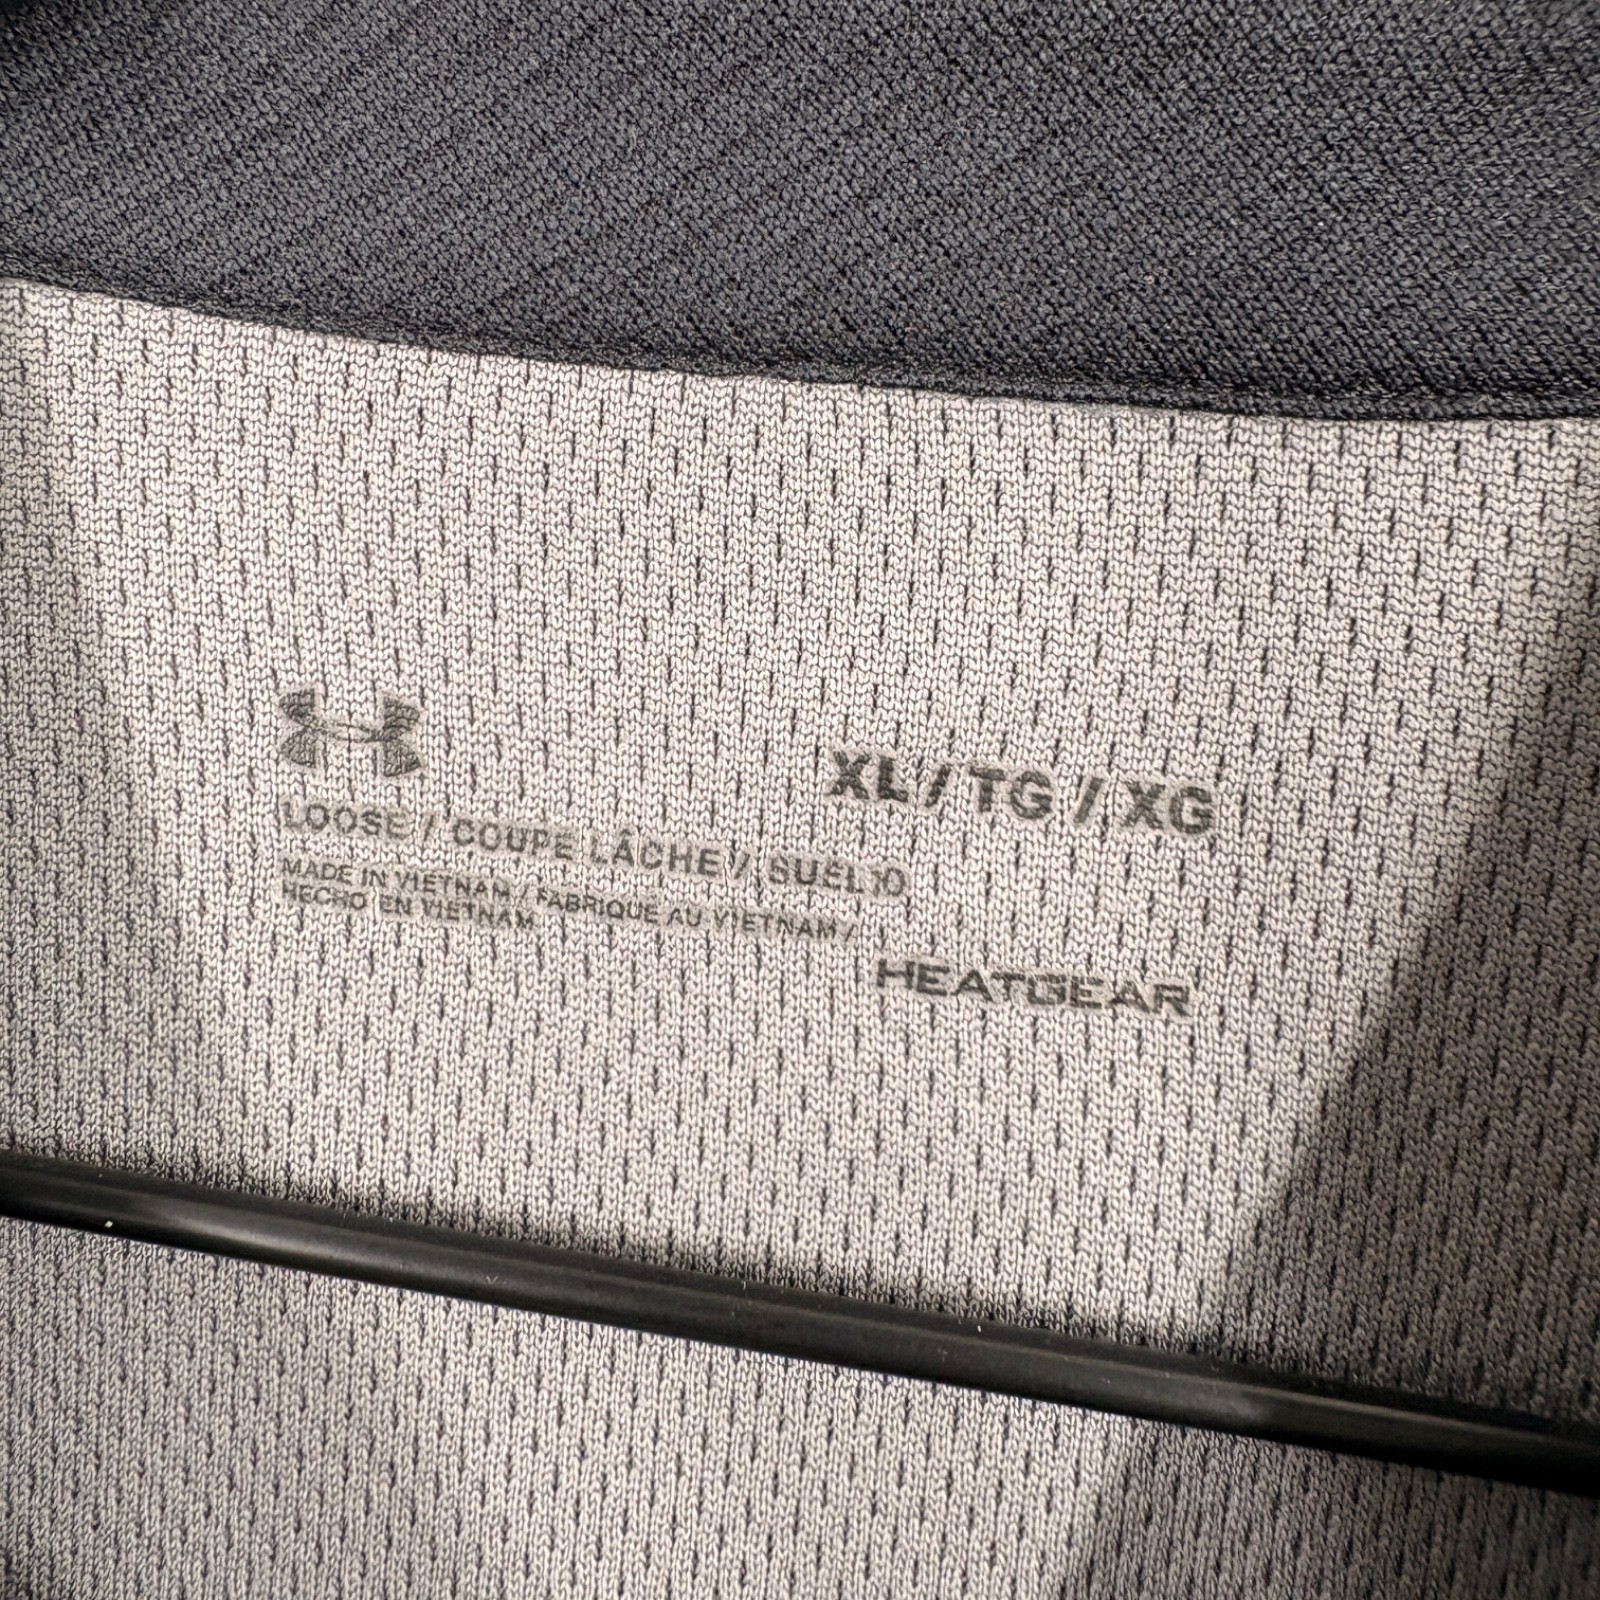 XL / TG / XG
LOOSE / COUPE LÂCHE / SUELTO
MADE IN VIETNAM / FABRIQUÉ AU VIETNAM /
HECHO EN VIETNAM
HEATGEAR